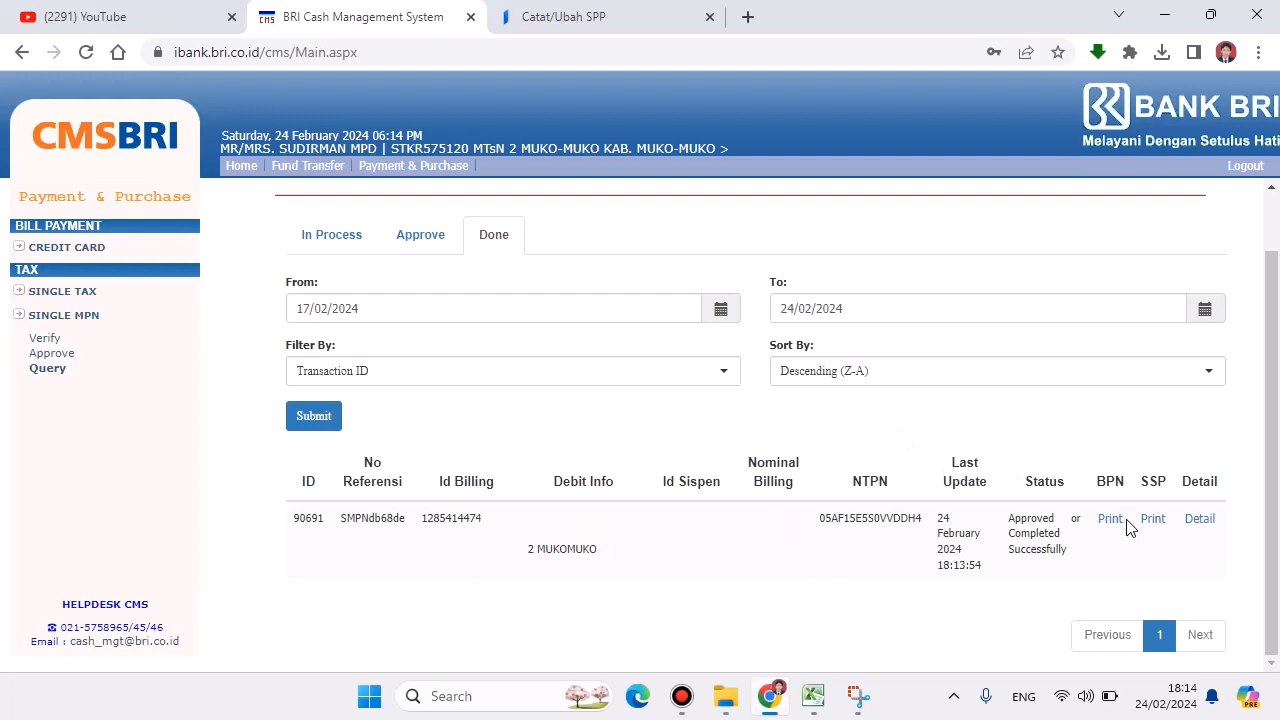 (2291) YouTube
BRI Cash Management System
Catat/Ubah SPP
ibank.bri.co.id/cms/Main.aspx
CMSBRI
BANK BRI
Melayani Dengan Setulus Hati
Saturday, 24 February 2024 06:14 PM
MR/MRS. SUDIRMAN MPD | STKR575120 MTsN 2 MUKO-MUKO KAB. MUKO-MUKO >
Home Fund Transfer Payment & Purchase Logout
Payment & Purchase
BILL PAYMENT
CREDIT CARD
TAX
SINGLE TAX
SINGLE MPN
Verify
Approve
Query
HELPDESK CMS
☎ 021-5758965/45/46
Email : cash_mgt@bri.co.id
In Process Approve Done
From: To:
17/02/2024 24/02/2024
Filter By: Sort By:
Transaction ID Descending (Z-A)
Submit
ID No Referensi Id Billing Debit Info Id Sispen Nominal Billing NTPN Last Update Status BPN SSP Detail
90691 SMPNdb68de 1285414474 05AF15E5S0VVDDH4 24 Approved or Print Print Detail
February Completed
2 MUKOMUKO 2024 Successfully
18:13:54
Previous 1 Next
Search
ENG
18:14
24/02/2024
PRE